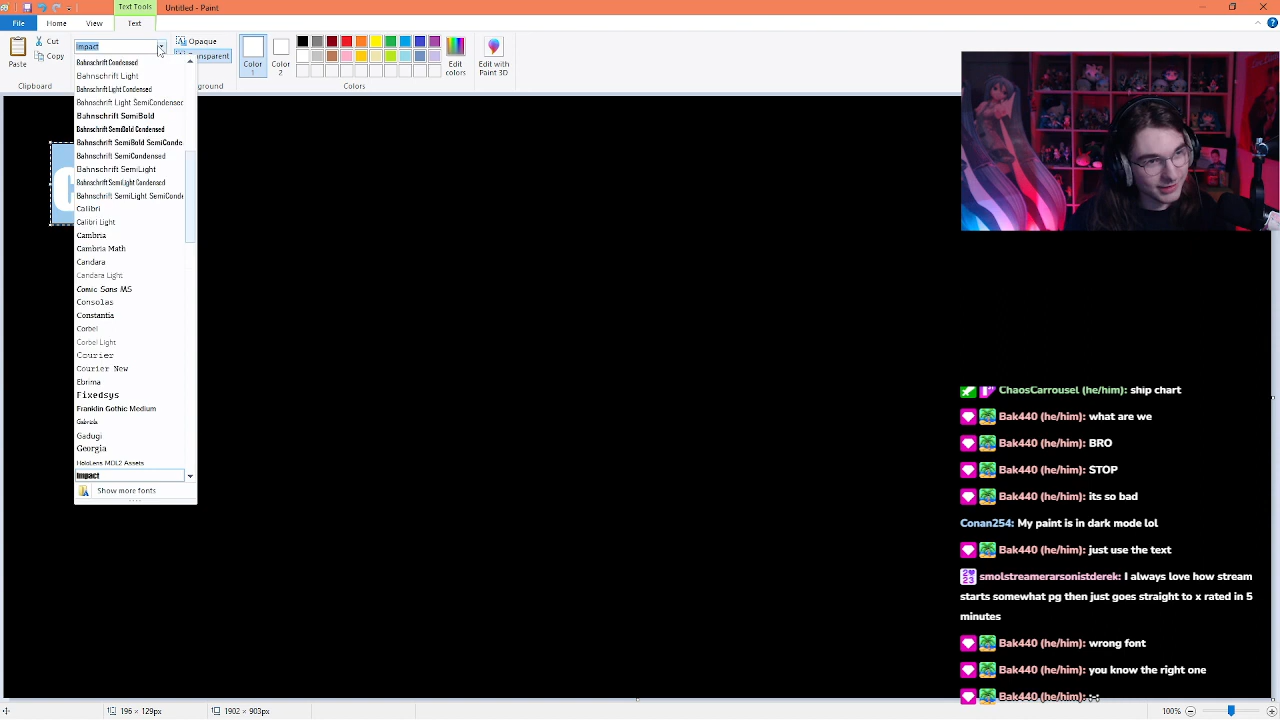 Text Tools
Untitled - Paint
File
Home
View
Text
Paste
Cut
Copy
Clipboard
Impact
Opaque
Transparent
ground
Color
1
Color
2
Edit
colors
Colors
Edit with
Paint 3D
Bahnschrift Condensed
Bahnschrift Light
Bahnschrift Light Condensed
Bahnschrift Light SemiCondensed
Bahnschrift SemiBold
Bahnschrift SemiBold Condensed
Bahnschrift SemiBold SemiConde
Bahnschrift SemiCondensed
Bahnschrift SemiLight
Bahnschrift SemiLight Condensed
Bahnschrift SemiLight SemiConde
Calibri
Calibri Light
Cambria
Cambria Math
Candara
Candara Light
Comic Sans MS
Consolas
Constantia
Corbel
Corbel Light
Courier
Courier New
Ebrima
Fixedsys
Franklin Gothic Medium
Gabriola
Gadugi
Georgia
HoloLens MDL2 Assets
Impact
Show more fonts
ChaosCarrousel (he/him): ship chart
Bak440 (he/him): what are we
Bak440 (he/him): BRO
Bak440 (he/him): STOP
Bak440 (he/him): its so bad
Conan254: My paint is in dark mode lol
Bak440 (he/him): just use the text
smolstreamerarsonistderek: I always love how stream
starts somewhat pg then just goes straight to x rated in 5
minutes
Bak440 (he/him): wrong font
Bak440 (he/him): you know the right one
Bak440 (he/him):
196 × 129px
1902 × 903px
100%